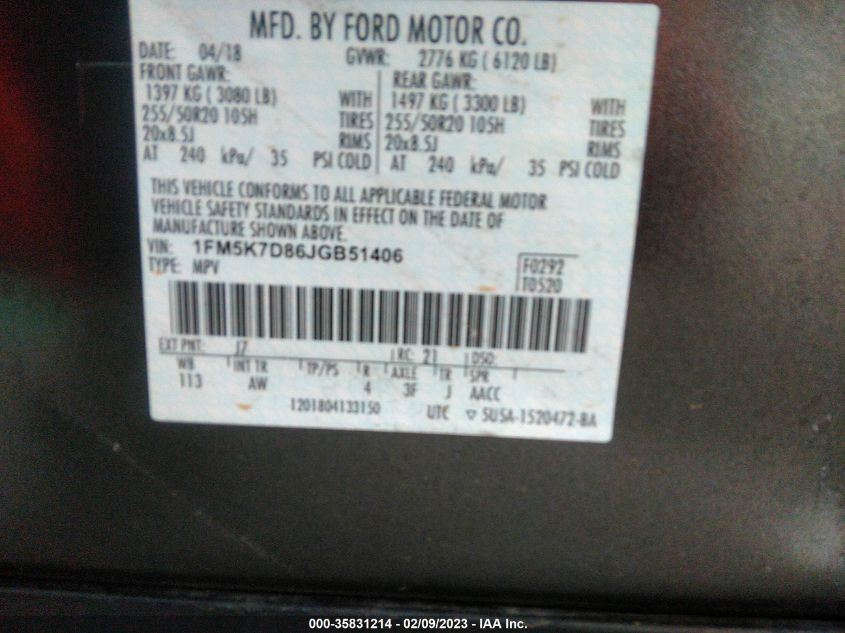 MFD. BY FORD MOTOR CO.
DATE: 04/18 GVWR: 2776 KG ( 6120 LB)
FRONT GAWR: REAR GAWR:
1397 KG ( 3080 LB) WITH 1497 KG ( 3300 LB) WITH
255/50R20 105H TIRES 255/50R20 105H TIRES
20x8.5J RIMS 20x8.5J RIMS
AT 240 kPa/ 35 PSI COLD AT 240 kPa/ 35 PSI COLD
THIS VEHICLE CONFORMS TO ALL APPLICABLE FEDERAL MOTOR
VEHICLE SAFETY STANDARDS IN EFFECT ON THE DATE OF
MANUFACTURE SHOWN ABOVE.
VIN: 1FM5K7D86JGB51406
TYPE: MPV F0292
T0520
EXT PNT: J7 RC: 21 DSO:
WB INT TR TP/PS R AXLE TR SPR
113 AW 4 3F J AACC
1201804133150 UTC ▽ 5USA-1520472-BA
000-35831214 - 02/09/2023 - IAA Inc.